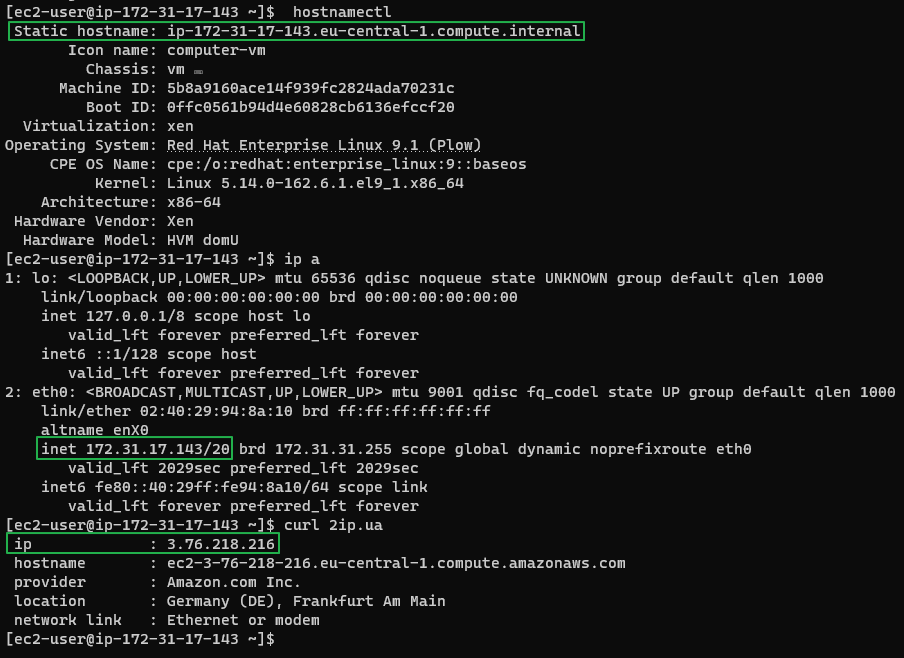 [ec2-user@ip-172-31-17-143 ~]$  hostnamectl
 Static hostname: ip-172-31-17-143.eu-central-1.compute.internal
       Icon name: computer-vm
         Chassis: vm
      Machine ID: 5b8a9160ace14f939fc2824ada70231c
         Boot ID: 0ffc0561b94d4e60828cb6136efccf20
  Virtualization: xen
Operating System: Red Hat Enterprise Linux 9.1 (Plow)
     CPE OS Name: cpe:/o:redhat:enterprise_linux:9::baseos
          Kernel: Linux 5.14.0-162.6.1.el9_1.x86_64
    Architecture: x86-64
 Hardware Vendor: Xen
  Hardware Model: HVM domU
[ec2-user@ip-172-31-17-143 ~]$ ip a
1: lo: <LOOPBACK,UP,LOWER_UP> mtu 65536 qdisc noqueue state UNKNOWN group default qlen 1000
    link/loopback 00:00:00:00:00:00 brd 00:00:00:00:00:00
    inet 127.0.0.1/8 scope host lo
       valid_lft forever preferred_lft forever
    inet6 ::1/128 scope host
       valid_lft forever preferred_lft forever
2: eth0: <BROADCAST,MULTICAST,UP,LOWER_UP> mtu 9001 qdisc fq_codel state UP group default qlen 1000
    link/ether 02:40:29:94:8a:10 brd ff:ff:ff:ff:ff:ff
    altname enX0
    inet 172.31.17.143/20 brd 172.31.31.255 scope global dynamic noprefixroute eth0
       valid_lft 2029sec preferred_lft 2029sec
    inet6 fe80::40:29ff:fe94:8a10/64 scope link
       valid_lft forever preferred_lft forever
[ec2-user@ip-172-31-17-143 ~]$ curl 2ip.ua
 ip             : 3.76.218.216
 hostname       : ec2-3-76-218-216.eu-central-1.compute.amazonaws.com
 provider       : Amazon.com Inc.
 location       : Germany (DE), Frankfurt Am Main
 network link   : Ethernet or modem
[ec2-user@ip-172-31-17-143 ~]$